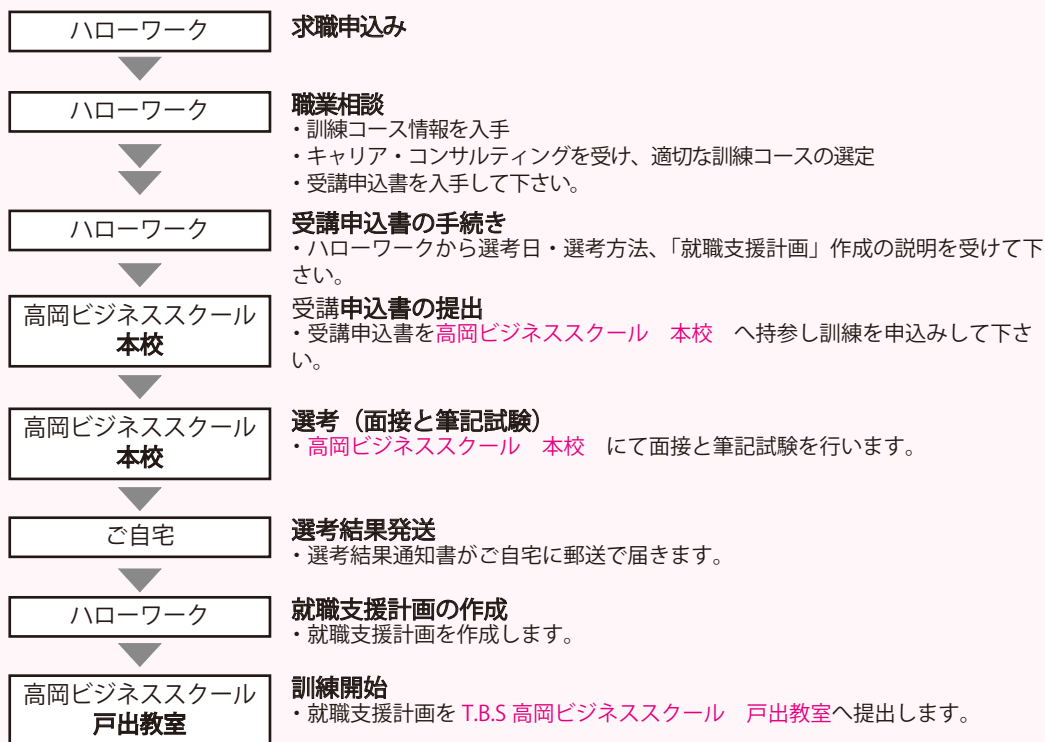 ハローワーク
求職申込み
ハローワーク
職業相談
・訓練コース情報を入手
・キャリア・コンサルティングを受け、適切な訓練コースの選定
・受講申込書を入手して下さい。
ハローワーク
受講申込書の手続き
・ハローワークから選考日・選考方法、「就職支援計画」作成の説明を受けて下
さい。
高岡ビジネススクール
本校
受講申込書の提出
・受講申込書を高岡ビジネススクール　本校　へ持参し訓練を申込みして下さ
い。
高岡ビジネススクール
本校
選考（面接と筆記試験）
・高岡ビジネススクール　本校　にて面接と筆記試験を行います。
ご自宅
選考結果発送
・選考結果通知書がご自宅に郵送で届きます。
ハローワーク
就職支援計画の作成
・就職支援計画を作成します。
高岡ビジネススクール
戸出教室
訓練開始
・就職支援計画を T.B.S 高岡ビジネススクール　戸出教室へ提出します。